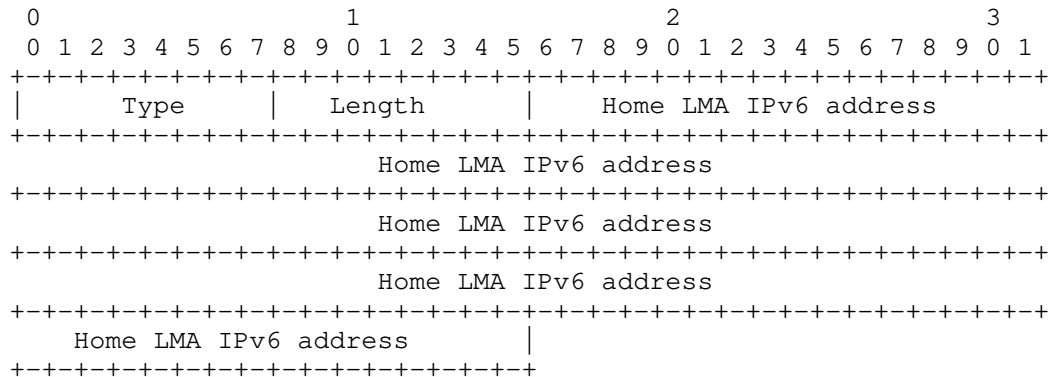 0                   1                   2                   3
 0 1 2 3 4 5 6 7 8 9 0 1 2 3 4 5 6 7 8 9 0 1 2 3 4 5 6 7 8 9 0 1
+-+-+-+-+-+-+-+-+-+-+-+-+-+-+-+-+-+-+-+-+-+-+-+-+-+-+-+-+-+-+-+-+
|      Type     |   Length      |    Home LMA IPv6 address
+-+-+-+-+-+-+-+-+-+-+-+-+-+-+-+-+-+-+-+-+-+-+-+-+-+-+-+-+-+-+-+-+
                      Home LMA IPv6 address
+-+-+-+-+-+-+-+-+-+-+-+-+-+-+-+-+-+-+-+-+-+-+-+-+-+-+-+-+-+-+-+-+
                      Home LMA IPv6 address
+-+-+-+-+-+-+-+-+-+-+-+-+-+-+-+-+-+-+-+-+-+-+-+-+-+-+-+-+-+-+-+-+
                      Home LMA IPv6 address
+-+-+-+-+-+-+-+-+-+-+-+-+-+-+-+-+-+-+-+-+-+-+-+-+-+-+-+-+-+-+-+-+
    Home LMA IPv6 address       |
+-+-+-+-+-+-+-+-+-+-+-+-+-+-+-+-+